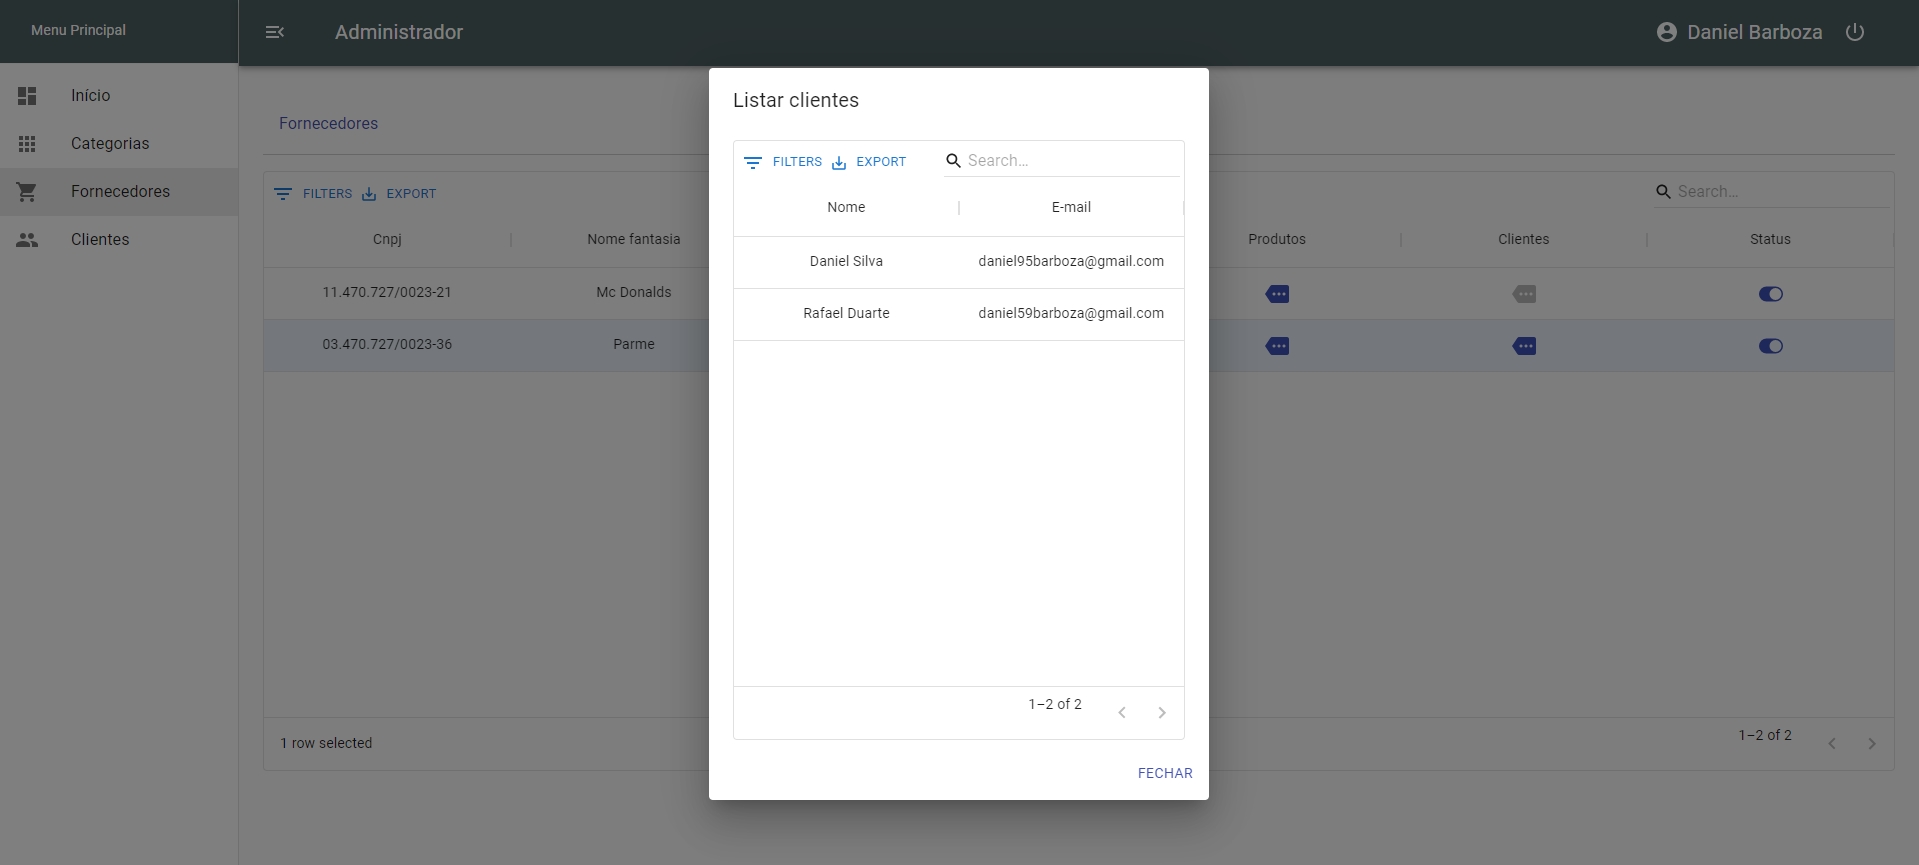 Menu Principal
Administrador
Daniel Barboza
Início
Categorias
Fornecedores
Clientes
Fornecedores
FILTERS EXPORT
Search...
Cnpj Nome fantasia Produtos Clientes Status
11.470.727/0023-21 Mc Donalds
03.470.727/0023-36 Parme
1 row selected
1–2 of 2
Listar clientes
FILTERS EXPORT Search...
Nome E-mail
Daniel Silva daniel95barboza@gmail.com
Rafael Duarte daniel59barboza@gmail.com
1–2 of 2
FECHAR